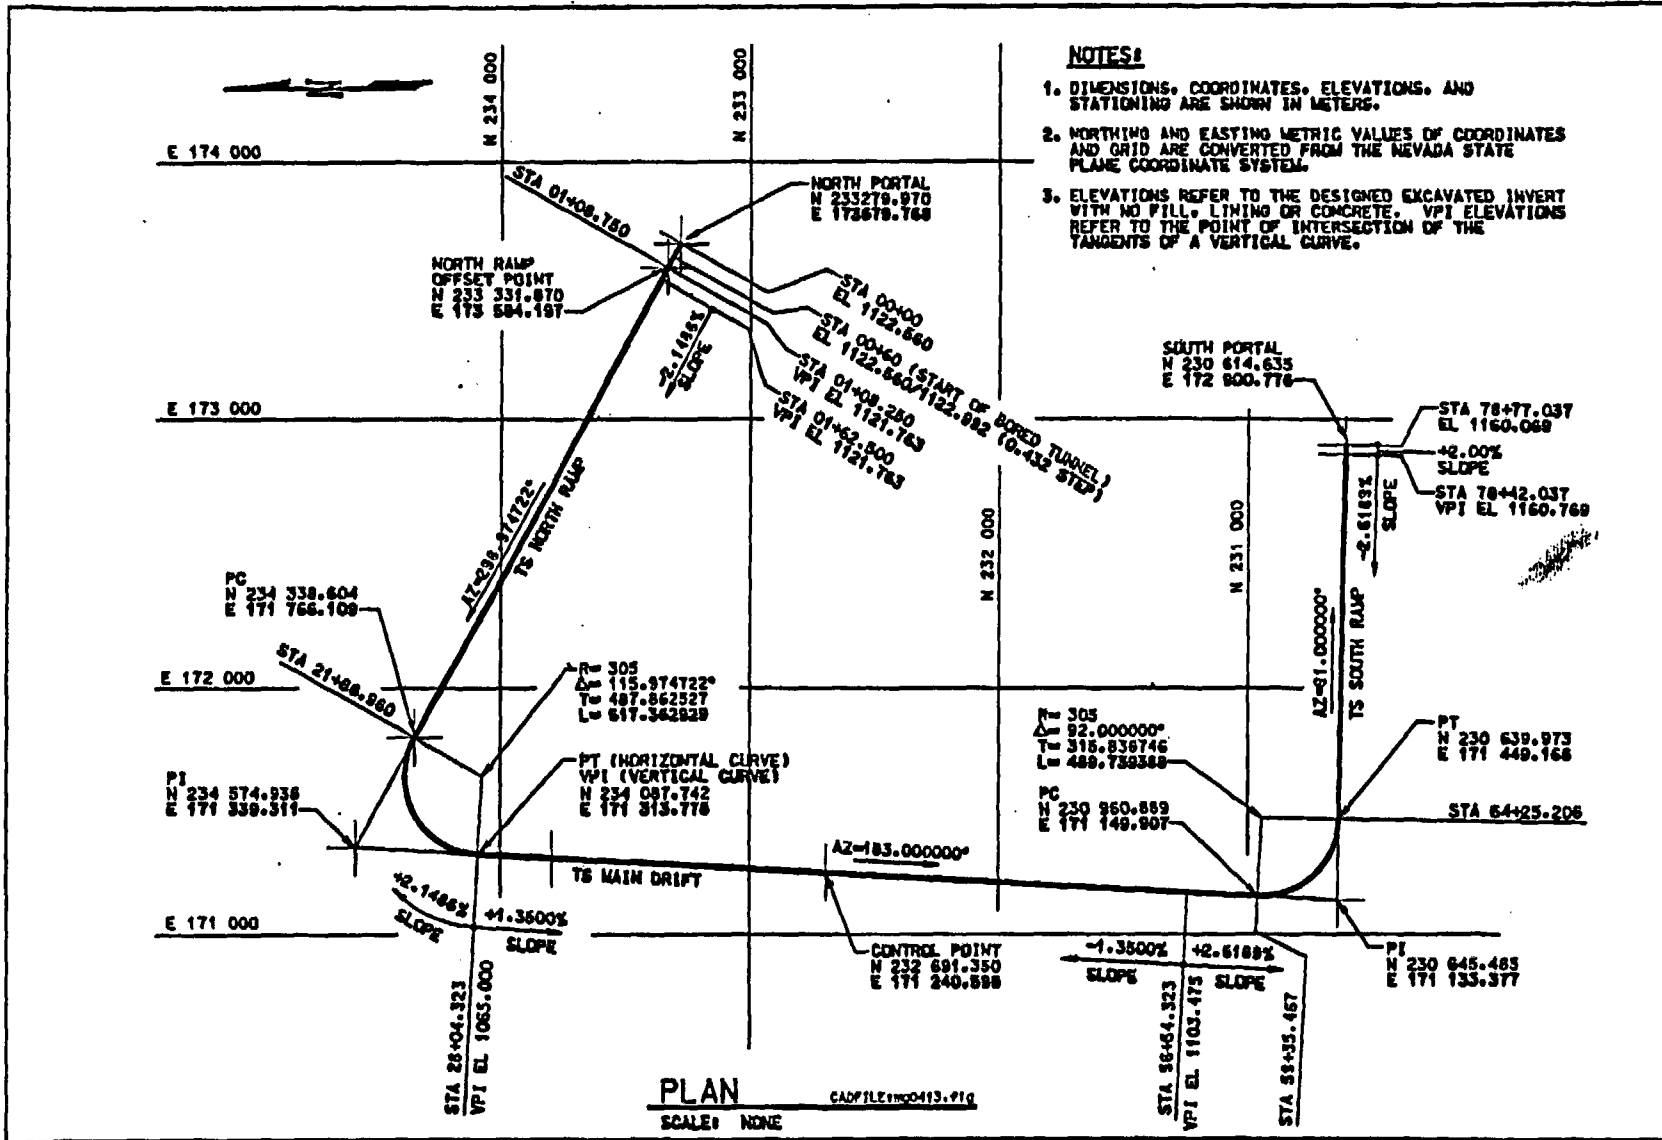 NOTES:
1. DIMENSIONS, COORDINATES, ELEVATIONS, AND
STATIONING ARE SHOWN IN METERS.
2. NORTHING AND EASTING METRIC VALUES OF COORDINATES
AND GRID ARE CONVERTED FROM THE NEVADA STATE
PLANE COORDINATE SYSTEM.
3. ELEVATIONS REFER TO THE DESIGNED EXCAVATED INVERT
WITH NO FILL, LINING OR CONCRETE. VPI ELEVATIONS
REFER TO THE POINT OF INTERSECTION OF THE
TANGENTS OF A VERTICAL CURVE.
N 234 000
N 233 000
N 232 000
N 231 000
E 174 000
E 173 000
E 172 000
E 171 000
STA 01+08.750
NORTH PORTAL
N 233279.970
E 173679.768
NORTH RAMP
OFFSET POINT
N 233 331.870
E 173 584.197
STA 00+00
EL 1122.560
STA 00+60 (START OF BORED TUNNEL)
EL 1122.560/1122.992 (0.432 STEP)
STA 01+08.250
VPI EL 1121.763
STA 01+62.500
VPI EL 1121.763
-2.1486%
SLOPE
SOUTH PORTAL
N 230 614.635
E 172 800.776
STA 78+77.037
EL 1160.069
+2.00%
SLOPE
STA 78+42.037
VPI EL 1160.769
-2.6189%
SLOPE
AZ=298.974722°
TS NORTH RAMP
PC
N 234 338.604
E 171 766.109
STA 21+86.960
R= 305
Δ= 115.974722°
T= 487.862527
L= 617.362929
PT (HORIZONTAL CURVE)
VPI (VERTICAL CURVE)
N 234 087.742
E 171 313.776
PI
N 234 574.936
E 171 339.311
AZ=183.000000°
TS MAIN DRIFT
+2.1486%
SLOPE
+1.3500%
SLOPE
STA 28+04.323
VPI EL 1065.000
CONTROL POINT
N 232 691.350
E 171 240.598
R= 305
Δ= 92.000000°
T= 315.836746
L= 489.739388
PC
N 230 960.889
E 171 149.907
AZ=91.000000°
TS SOUTH RAMP
PT
N 230 639.973
E 171 449.166
STA 64+25.206
-1.3500%
SLOPE
+2.6189%
SLOPE
PI
N 230 645.485
E 171 133.377
STA 56+54.323
VPI EL 1103.475
STA 59+35.467
PLAN
SCALE: NONE